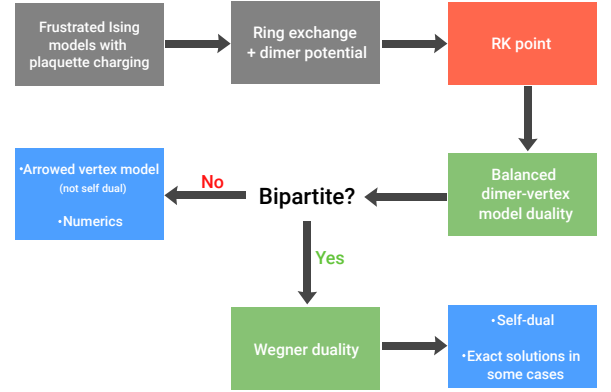 Frustrated Ising
models with
plaquette charging
Ring exchange
+ dimer potential
RK point
Balanced
dimer-vertex
model duality
Bipartite?
No
•Arrowed vertex model
(not self dual)
•Numerics
Yes
Wegner duality
•Self-dual
•Exact solutions in
some cases